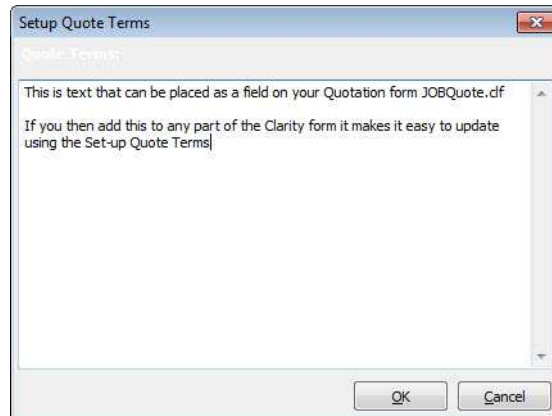 Setup Quote Terms
Quote Terms:
This is text that can be placed as a field on your Quotation form JOBQuote.clf
If you then add this to any part of the Clarity form it makes it easy to update
using the Set-up Quote Terms
OK
Cancel